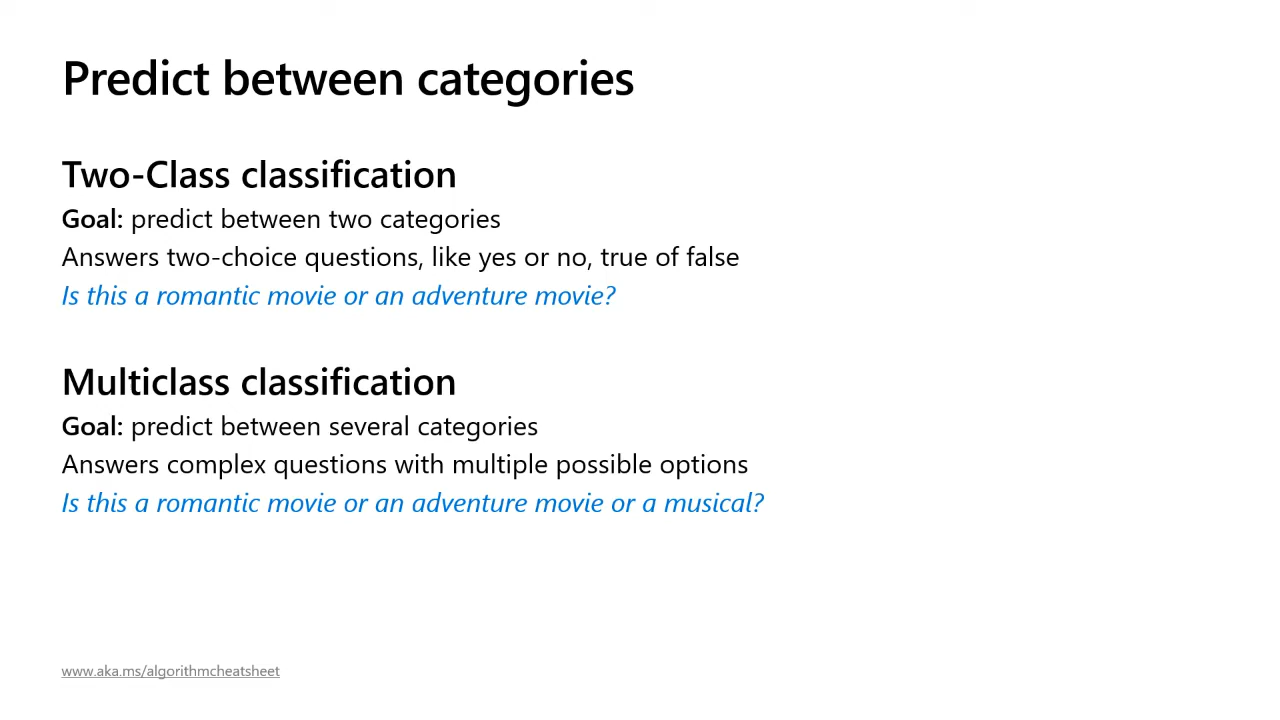 Predict between categories
Two-Class classification
Goal: predict between two categories
Answers two-choice questions, like yes or no, true of false
Is this a romantic movie or an adventure movie?
Multiclass classification
Goal: predict between several categories
Answers complex questions with multiple possible options
Is this a romantic movie or an adventure movie or a musical?
www.aka.ms/algorithmcheatsheet